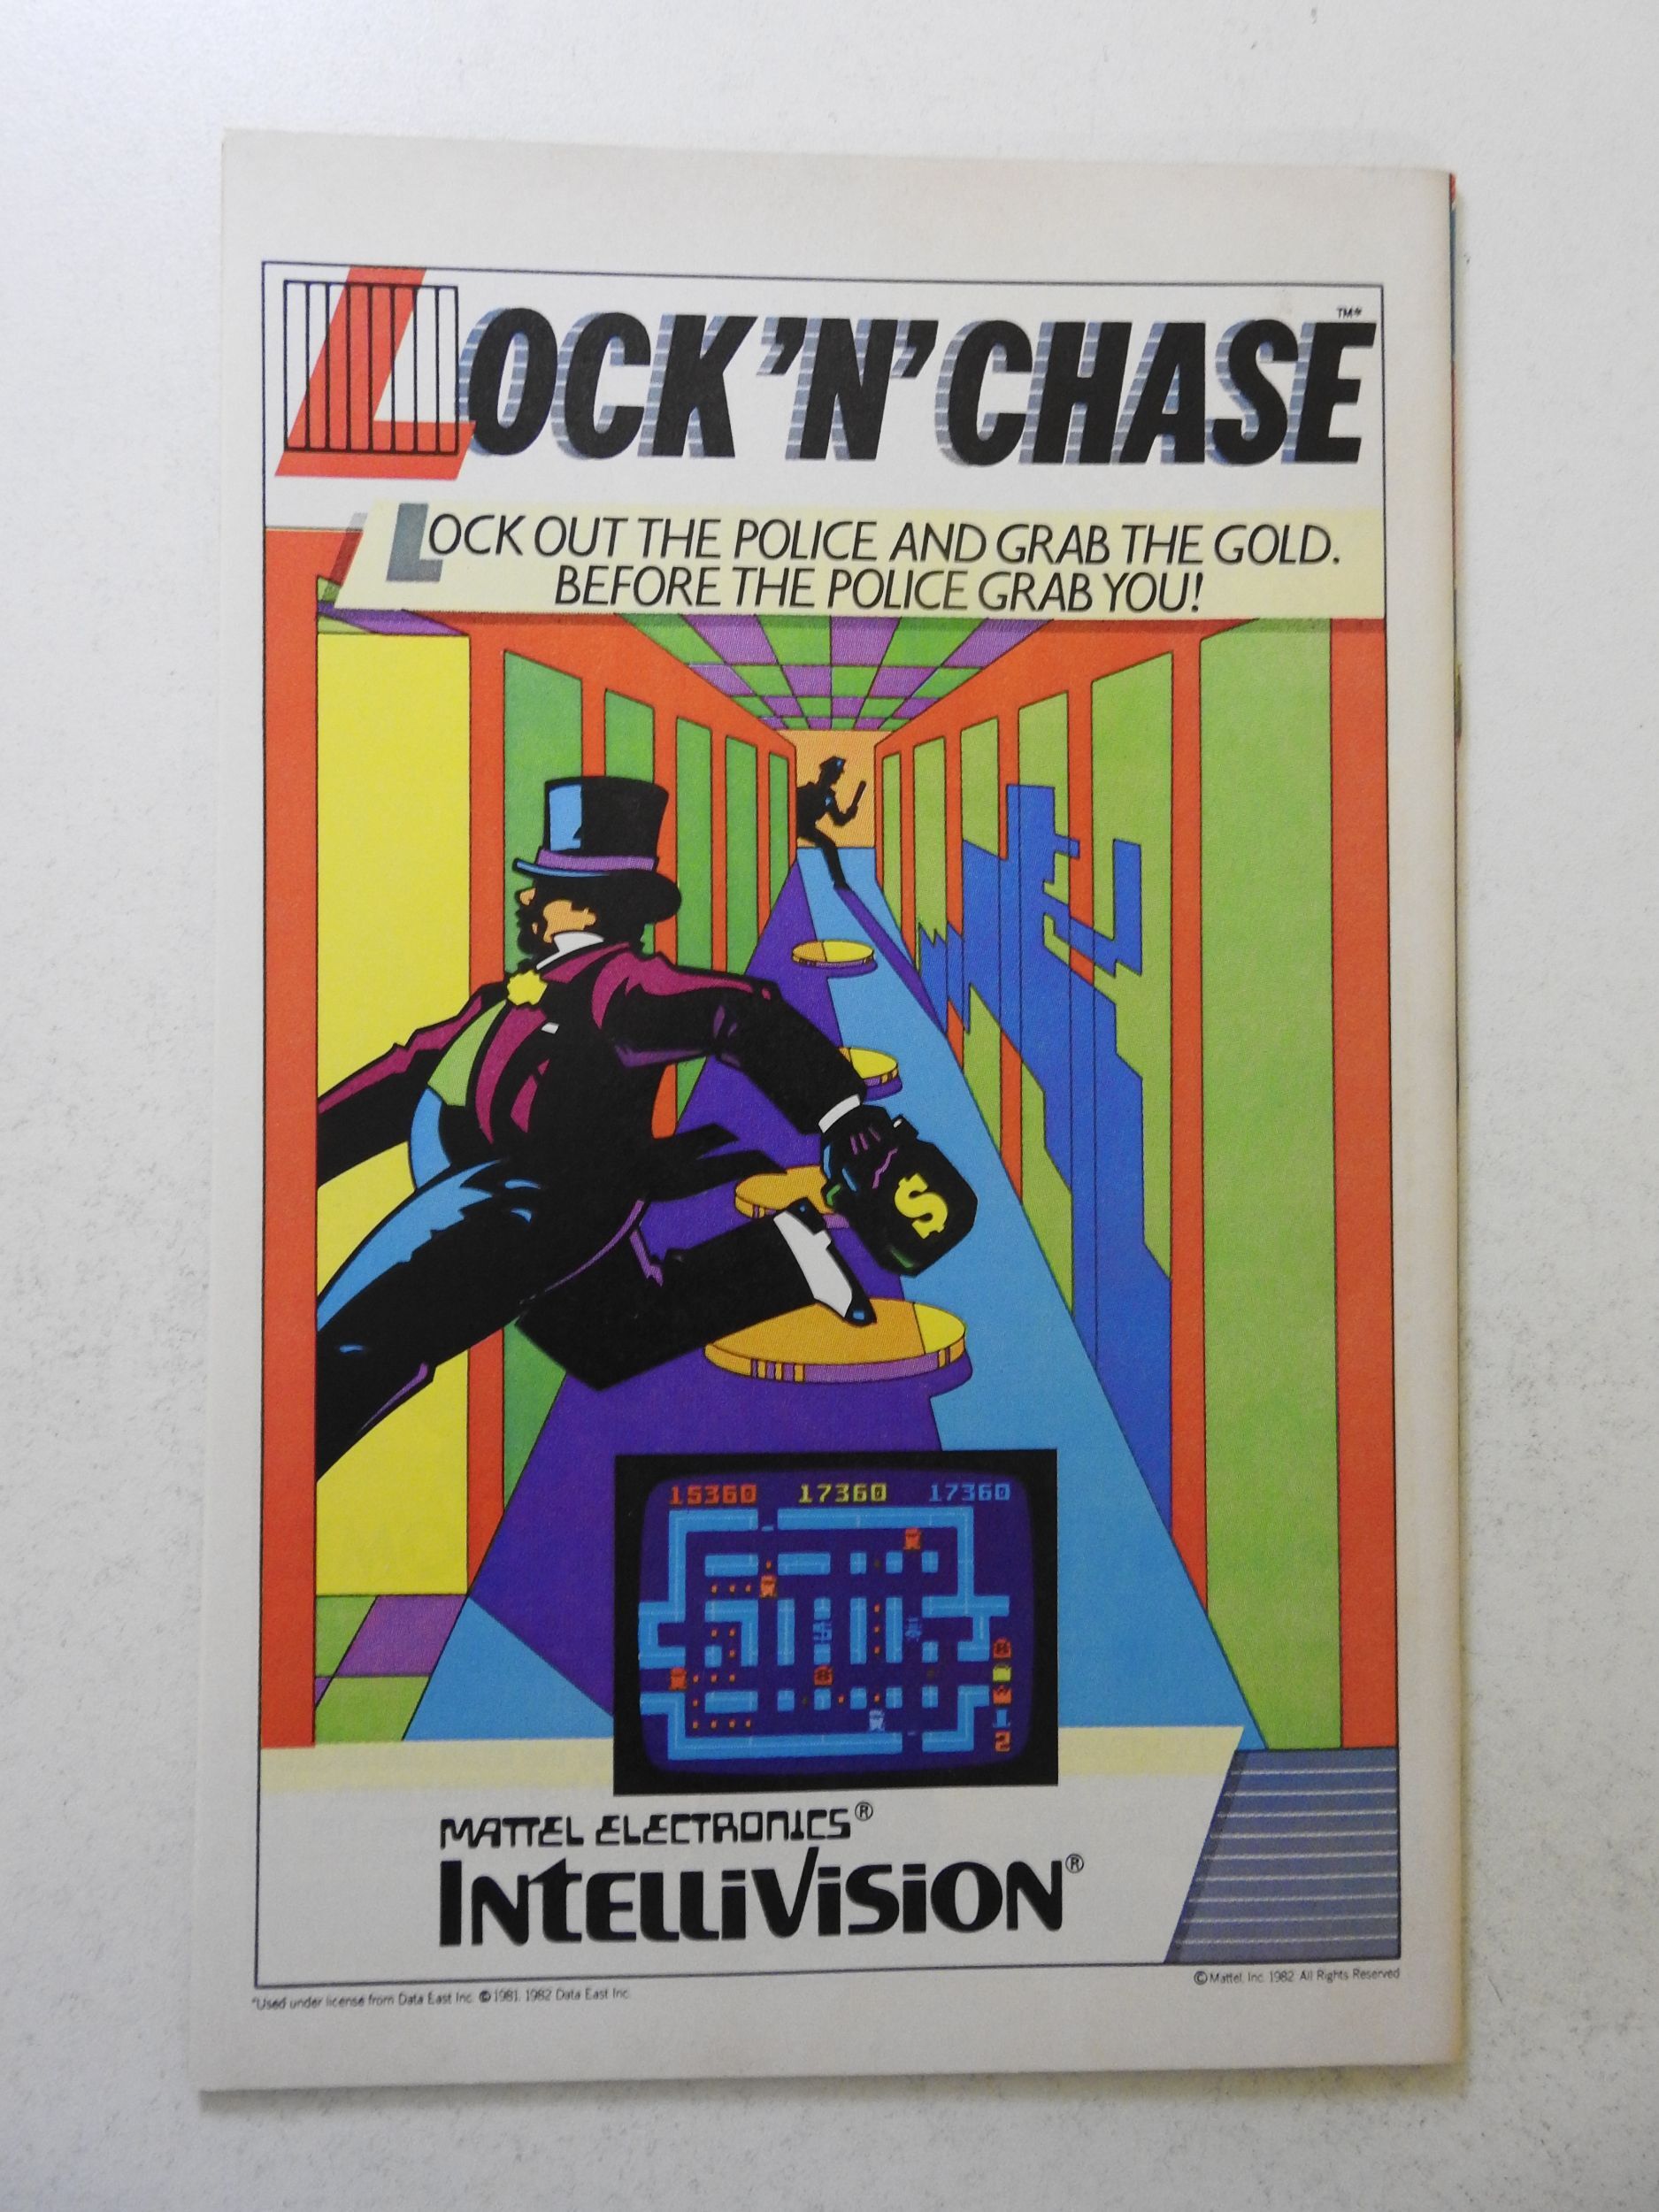 LOCK 'N' CHASE™*
LOCK OUT THE POLICE AND GRAB THE GOLD.
BEFORE THE POLICE GRAB YOU!
$
15360 17360 17360
2
MATTEL ELECTRONICS®
INTELLIVISION®
©Mattel, Inc. 1982 All Rights Reserved
*Used under license from Data East Inc. ©1981, 1982 Data East Inc.